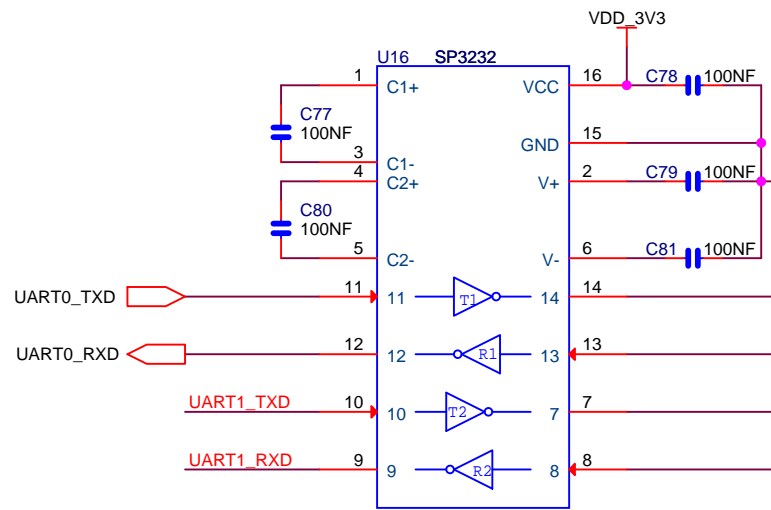 VDD_3V3
U16 SP3232
1 C1+ VCC 16 C78 100NF
C77
100NF
GND 15
3 C1-
4 C2+ V+ 2 C79 100NF
C80
100NF
5 C2- V- 6 C81 100NF
UART0_TXD 11 11 T1 14 14
UART0_RXD 12 12 R1 13 13
UART1_TXD 10 10 T2 7 7
UART1_RXD 9 9 R2 8 8